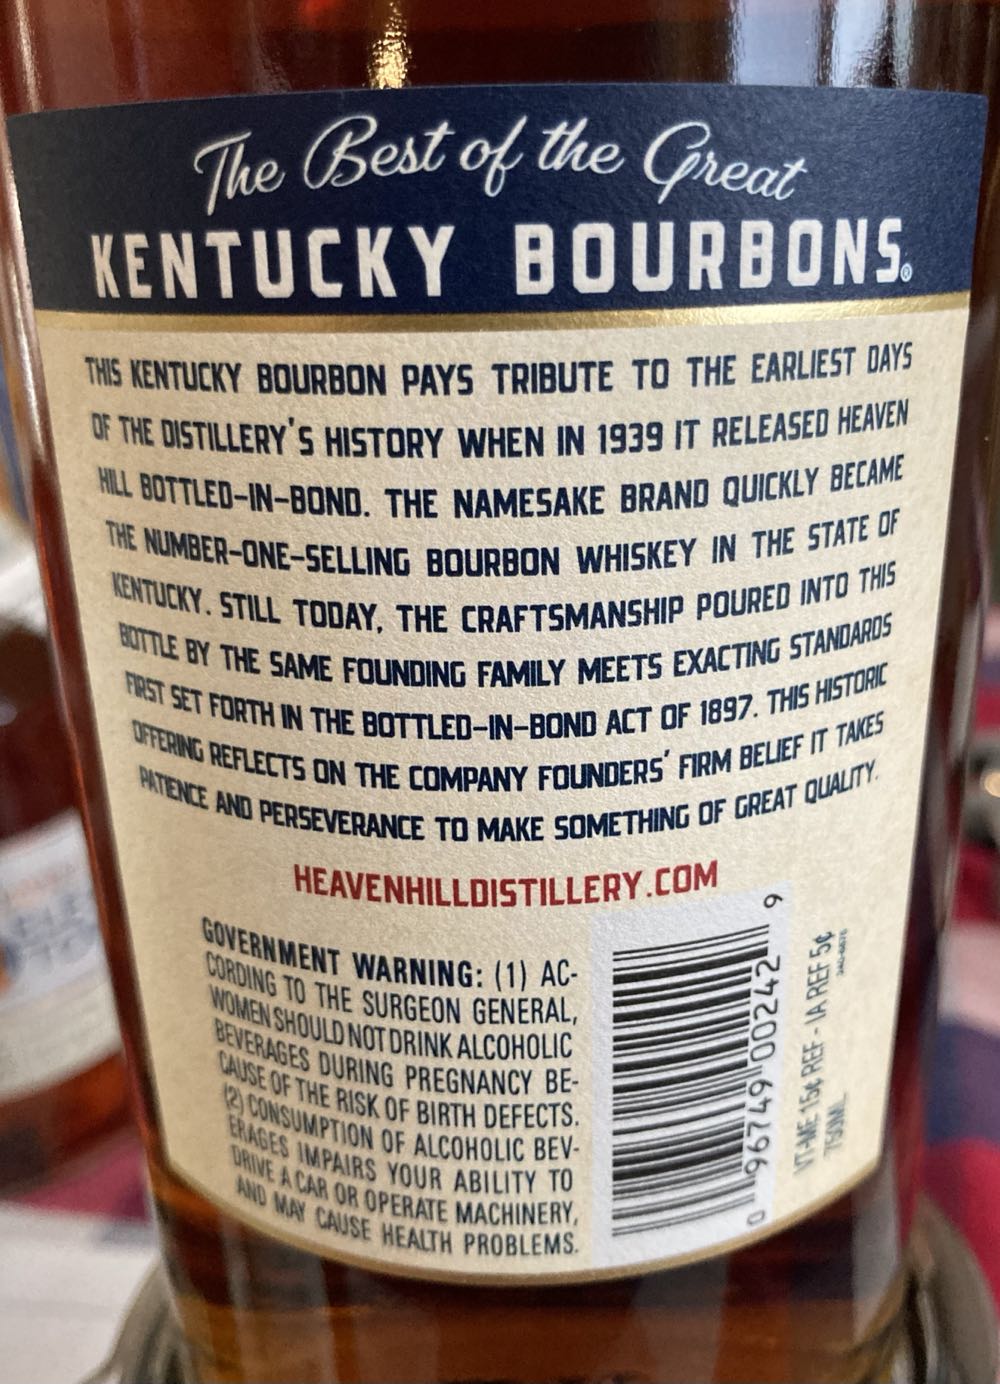 The Best of the Great
KENTUCKY BOURBONS®
THIS KENTUCKY BOURBON PAYS TRIBUTE TO THE EARLIEST DAYS
OF THE DISTILLERY'S HISTORY WHEN IN 1939 IT RELEASED HEAVEN
HILL BOTTLED-IN-BOND. THE NAMESAKE BRAND QUICKLY BECAME
THE NUMBER-ONE-SELLING BOURBON WHISKEY IN THE STATE OF
KENTUCKY. STILL TODAY, THE CRAFTSMANSHIP POURED INTO THIS
BOTTLE BY THE SAME FOUNDING FAMILY MEETS EXACTING STANDARDS
FIRST SET FORTH IN THE BOTTLED-IN-BOND ACT OF 1897. THIS HISTORIC
OFFERING REFLECTS ON THE COMPANY FOUNDERS' FIRM BELIEF IT TAKES
PATIENCE AND PERSEVERANCE TO MAKE SOMETHING OF GREAT QUALITY.
HEAVENHILLDISTILLERY.COM
GOVERNMENT WARNING: (1) AC-
CORDING TO THE SURGEON GENERAL,
WOMEN SHOULD NOT DRINK ALCOHOLIC
BEVERAGES DURING PREGNANCY BE-
CAUSE OF THE RISK OF BIRTH DEFECTS.
(2) CONSUMPTION OF ALCOHOLIC BEV-
ERAGES IMPAIRS YOUR ABILITY TO
DRIVE A CAR OR OPERATE MACHINERY,
AND MAY CAUSE HEALTH PROBLEMS.
0 96749 00242 9
VT-ME 15¢ REF - IA REF 5¢
750ML